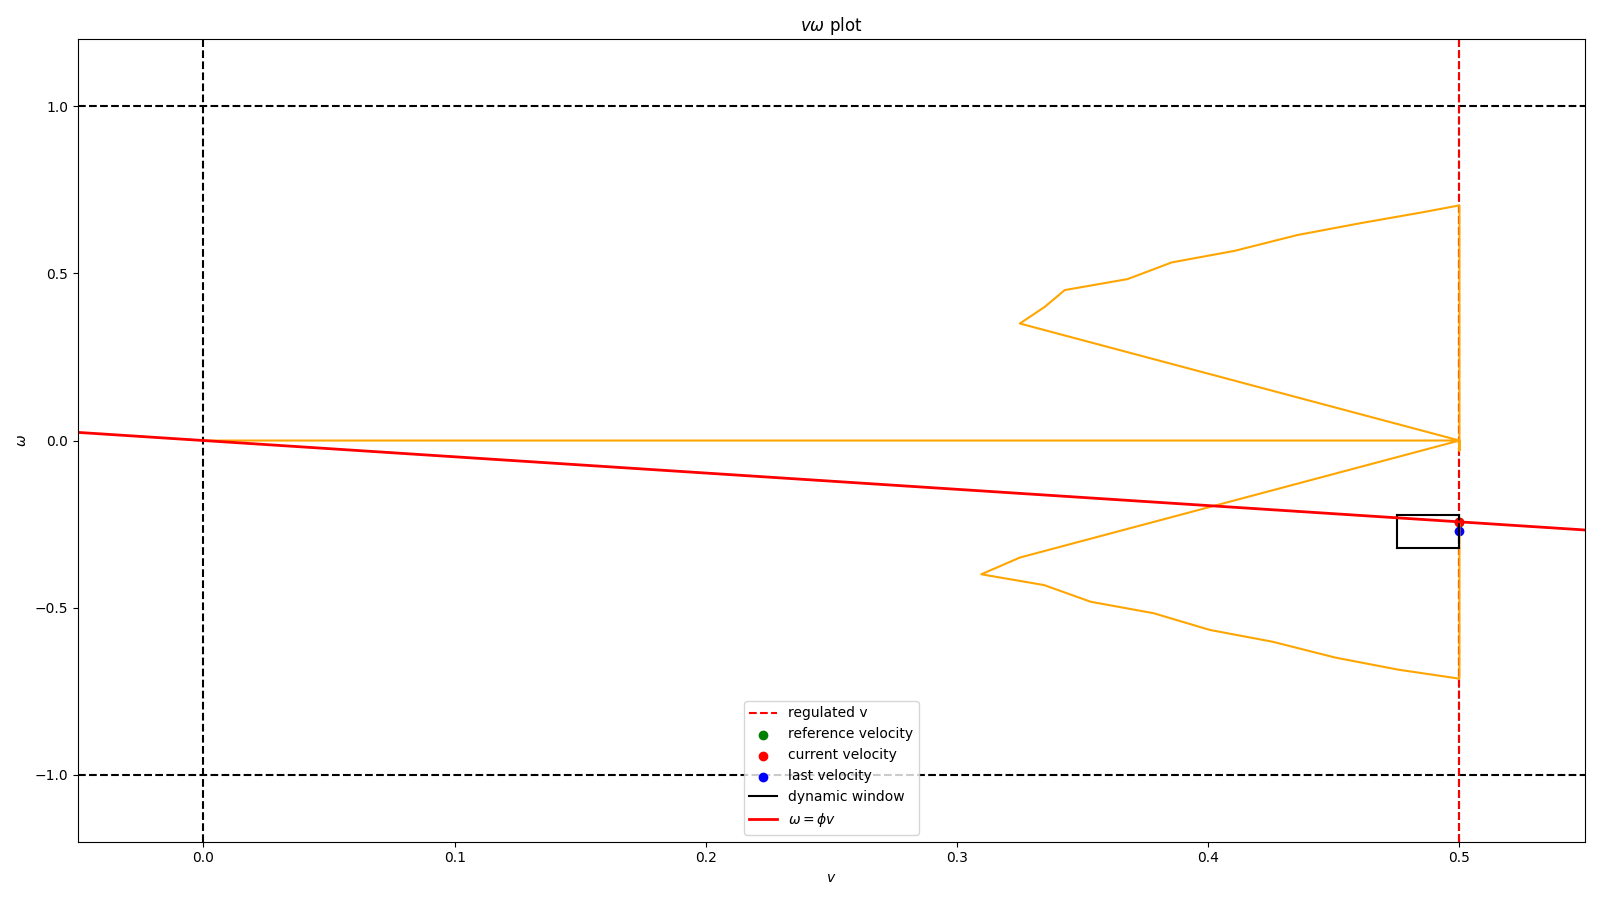 vω plot
1.0
0.5
0.0
−0.5
−1.0
ω
0.0 0.1 0.2 0.3 0.4 0.5
v
regulated v
reference velocity
current velocity
last velocity
dynamic window
ω = ϕv